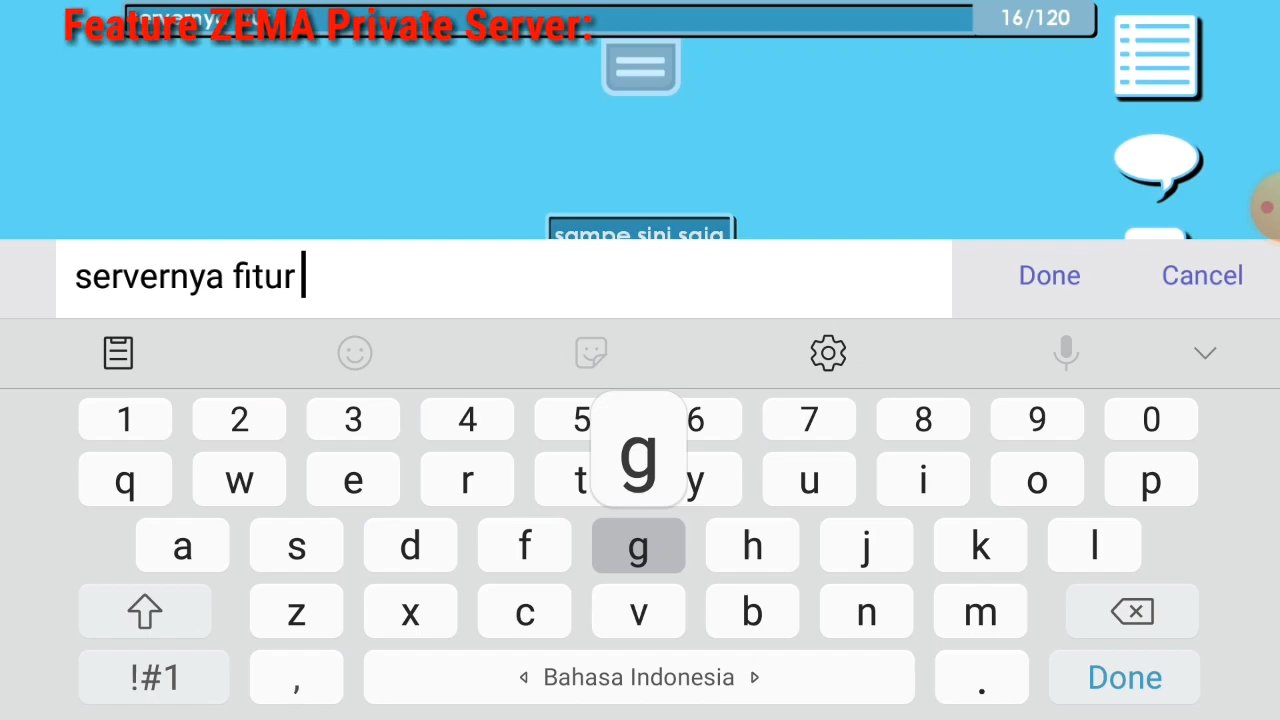 Feature ZEMA Private Server:
16/120
sampe sini saja
servernya fitur
Done
Cancel
1 2 3 4 5 6 7 8 9 0
g
q w e r t y u i o p
a s d f g h j k l
z x c v b n m
!#1 , Bahasa Indonesia . Done